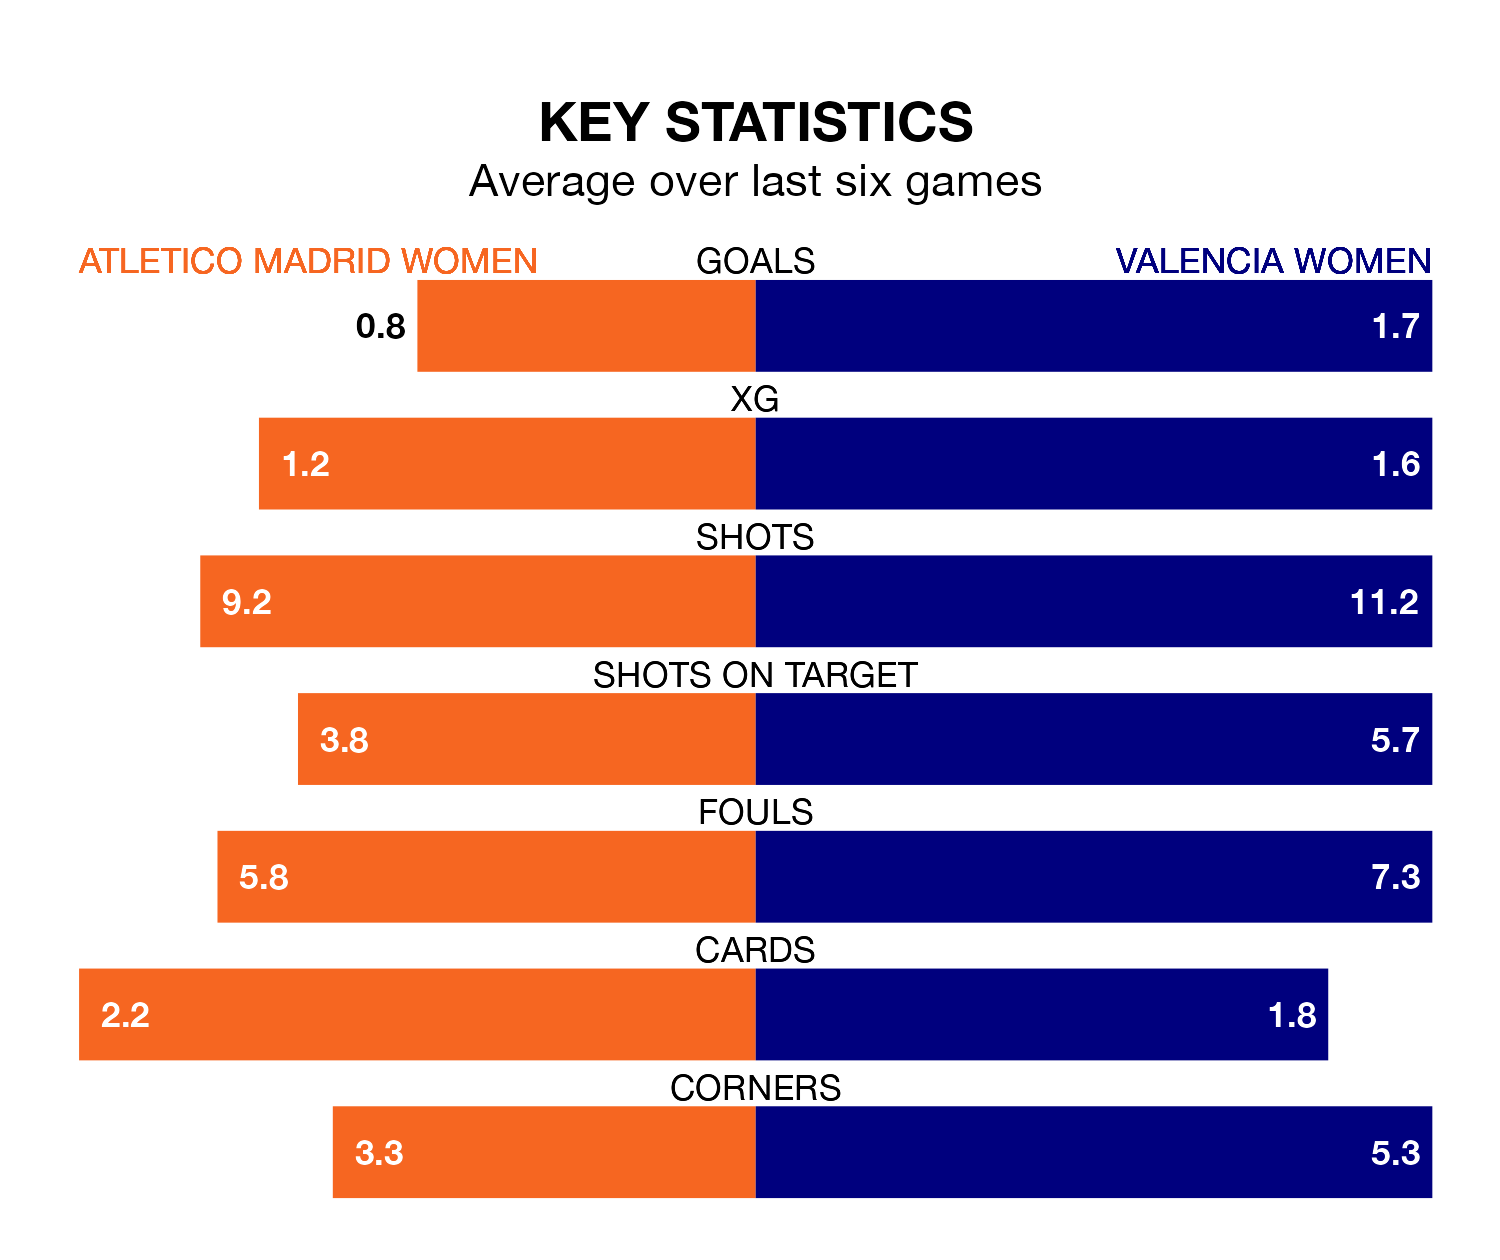 KEY STATISTICS
Average over last six games
ATLETICO MADRID WOMEN GOALS VALENCIA WOMEN
0.8 1.7
XG
1.2 1.6
SHOTS
9.2 11.2
SHOTS ON TARGET
3.8 5.7
FOULS
5.8 7.3
CARDS
2.2 1.8
CORNERS
3.3 5.3